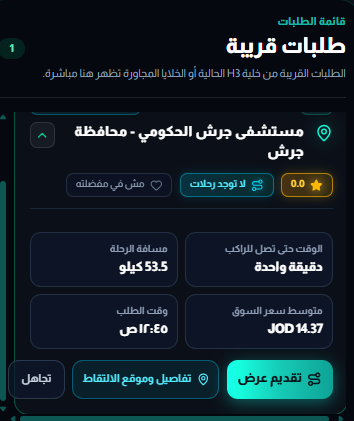 قائمة الطلبات
طلبات قريبة
1
الطلبات القريبة من خلية H3 الحالية أو الخلايا المجاورة تظهر هنا مباشرة.
مستشفى جرش الحكومي - محافظة
جرش
0.0
لا توجد رحلات
مش في مفضلته
الوقت حتى تصل للراكب
دقيقة واحدة
مسافة الرحلة
53.5 كيلو
متوسط سعر السوق
JOD 14.37
وقت الطلب
١٢:٤٥ ص
تقديم عرض
تفاصيل وموقع الالتقاط
تجاهل